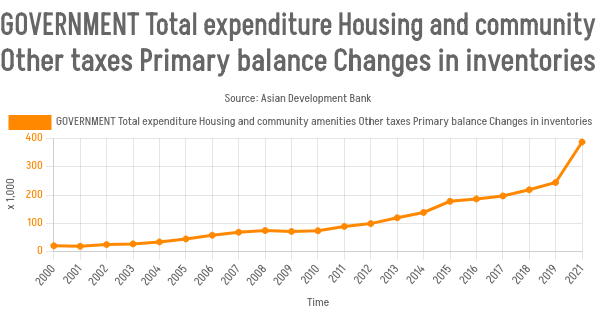 GOVERNMENT Total expenditure Housing and community
Other taxes Primary balance Changes in inventories
Source: Asian Development Bank
GOVERNMENT Total expenditure Housing and community amenities Other taxes Primary balance Changes in inventories
400
300
200
100
0
x 1,000
2000 2001 2002 2003 2004 2005 2006 2007 2008 2009 2010 2011 2012 2013 2014 2015 2016 2017 2018 2019 2021
Time